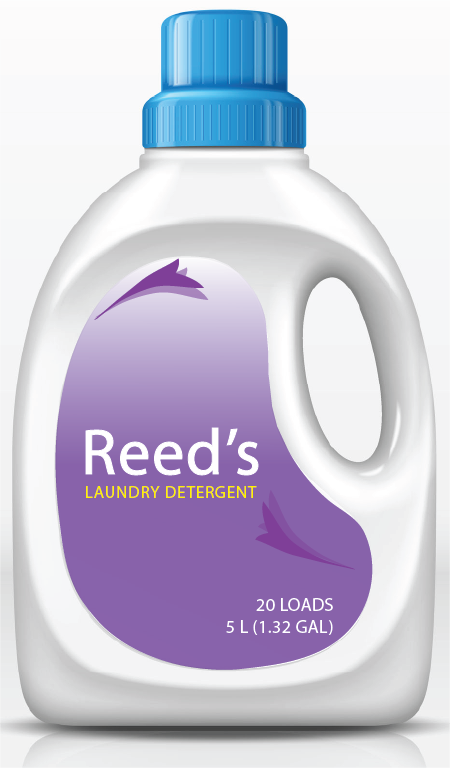 Reed's
LAUNDRY DETERGENT
20 LOADS
5 L (1.32 GAL)